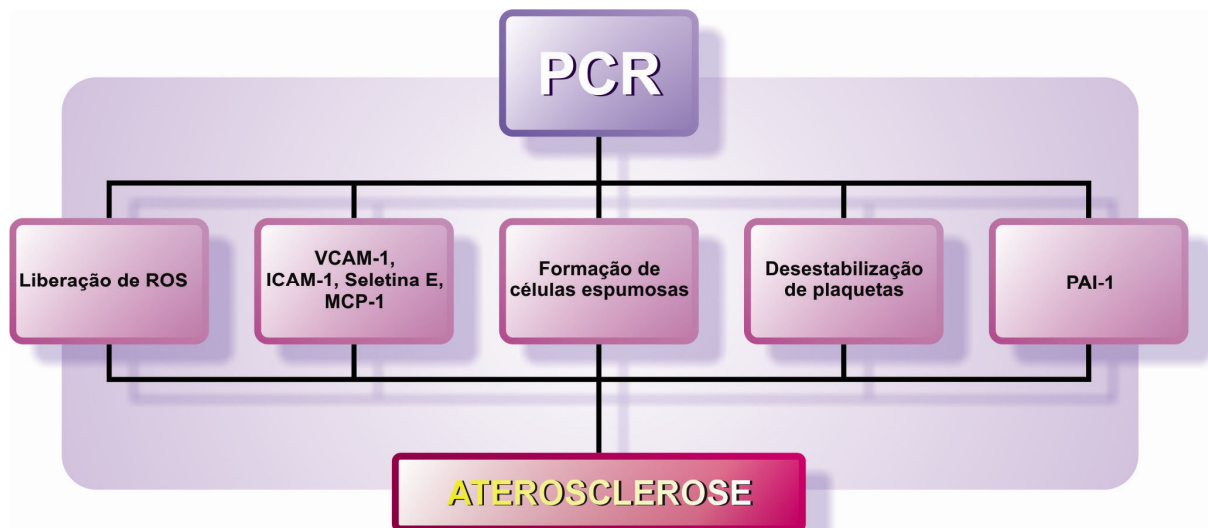 PCR
Liberação de ROS
VCAM-1,
ICAM-1, Seletina E,
MCP-1
Formação de
células espumosas
Desestabilização
de plaquetas
PAI-1
ATEROSCLEROSE